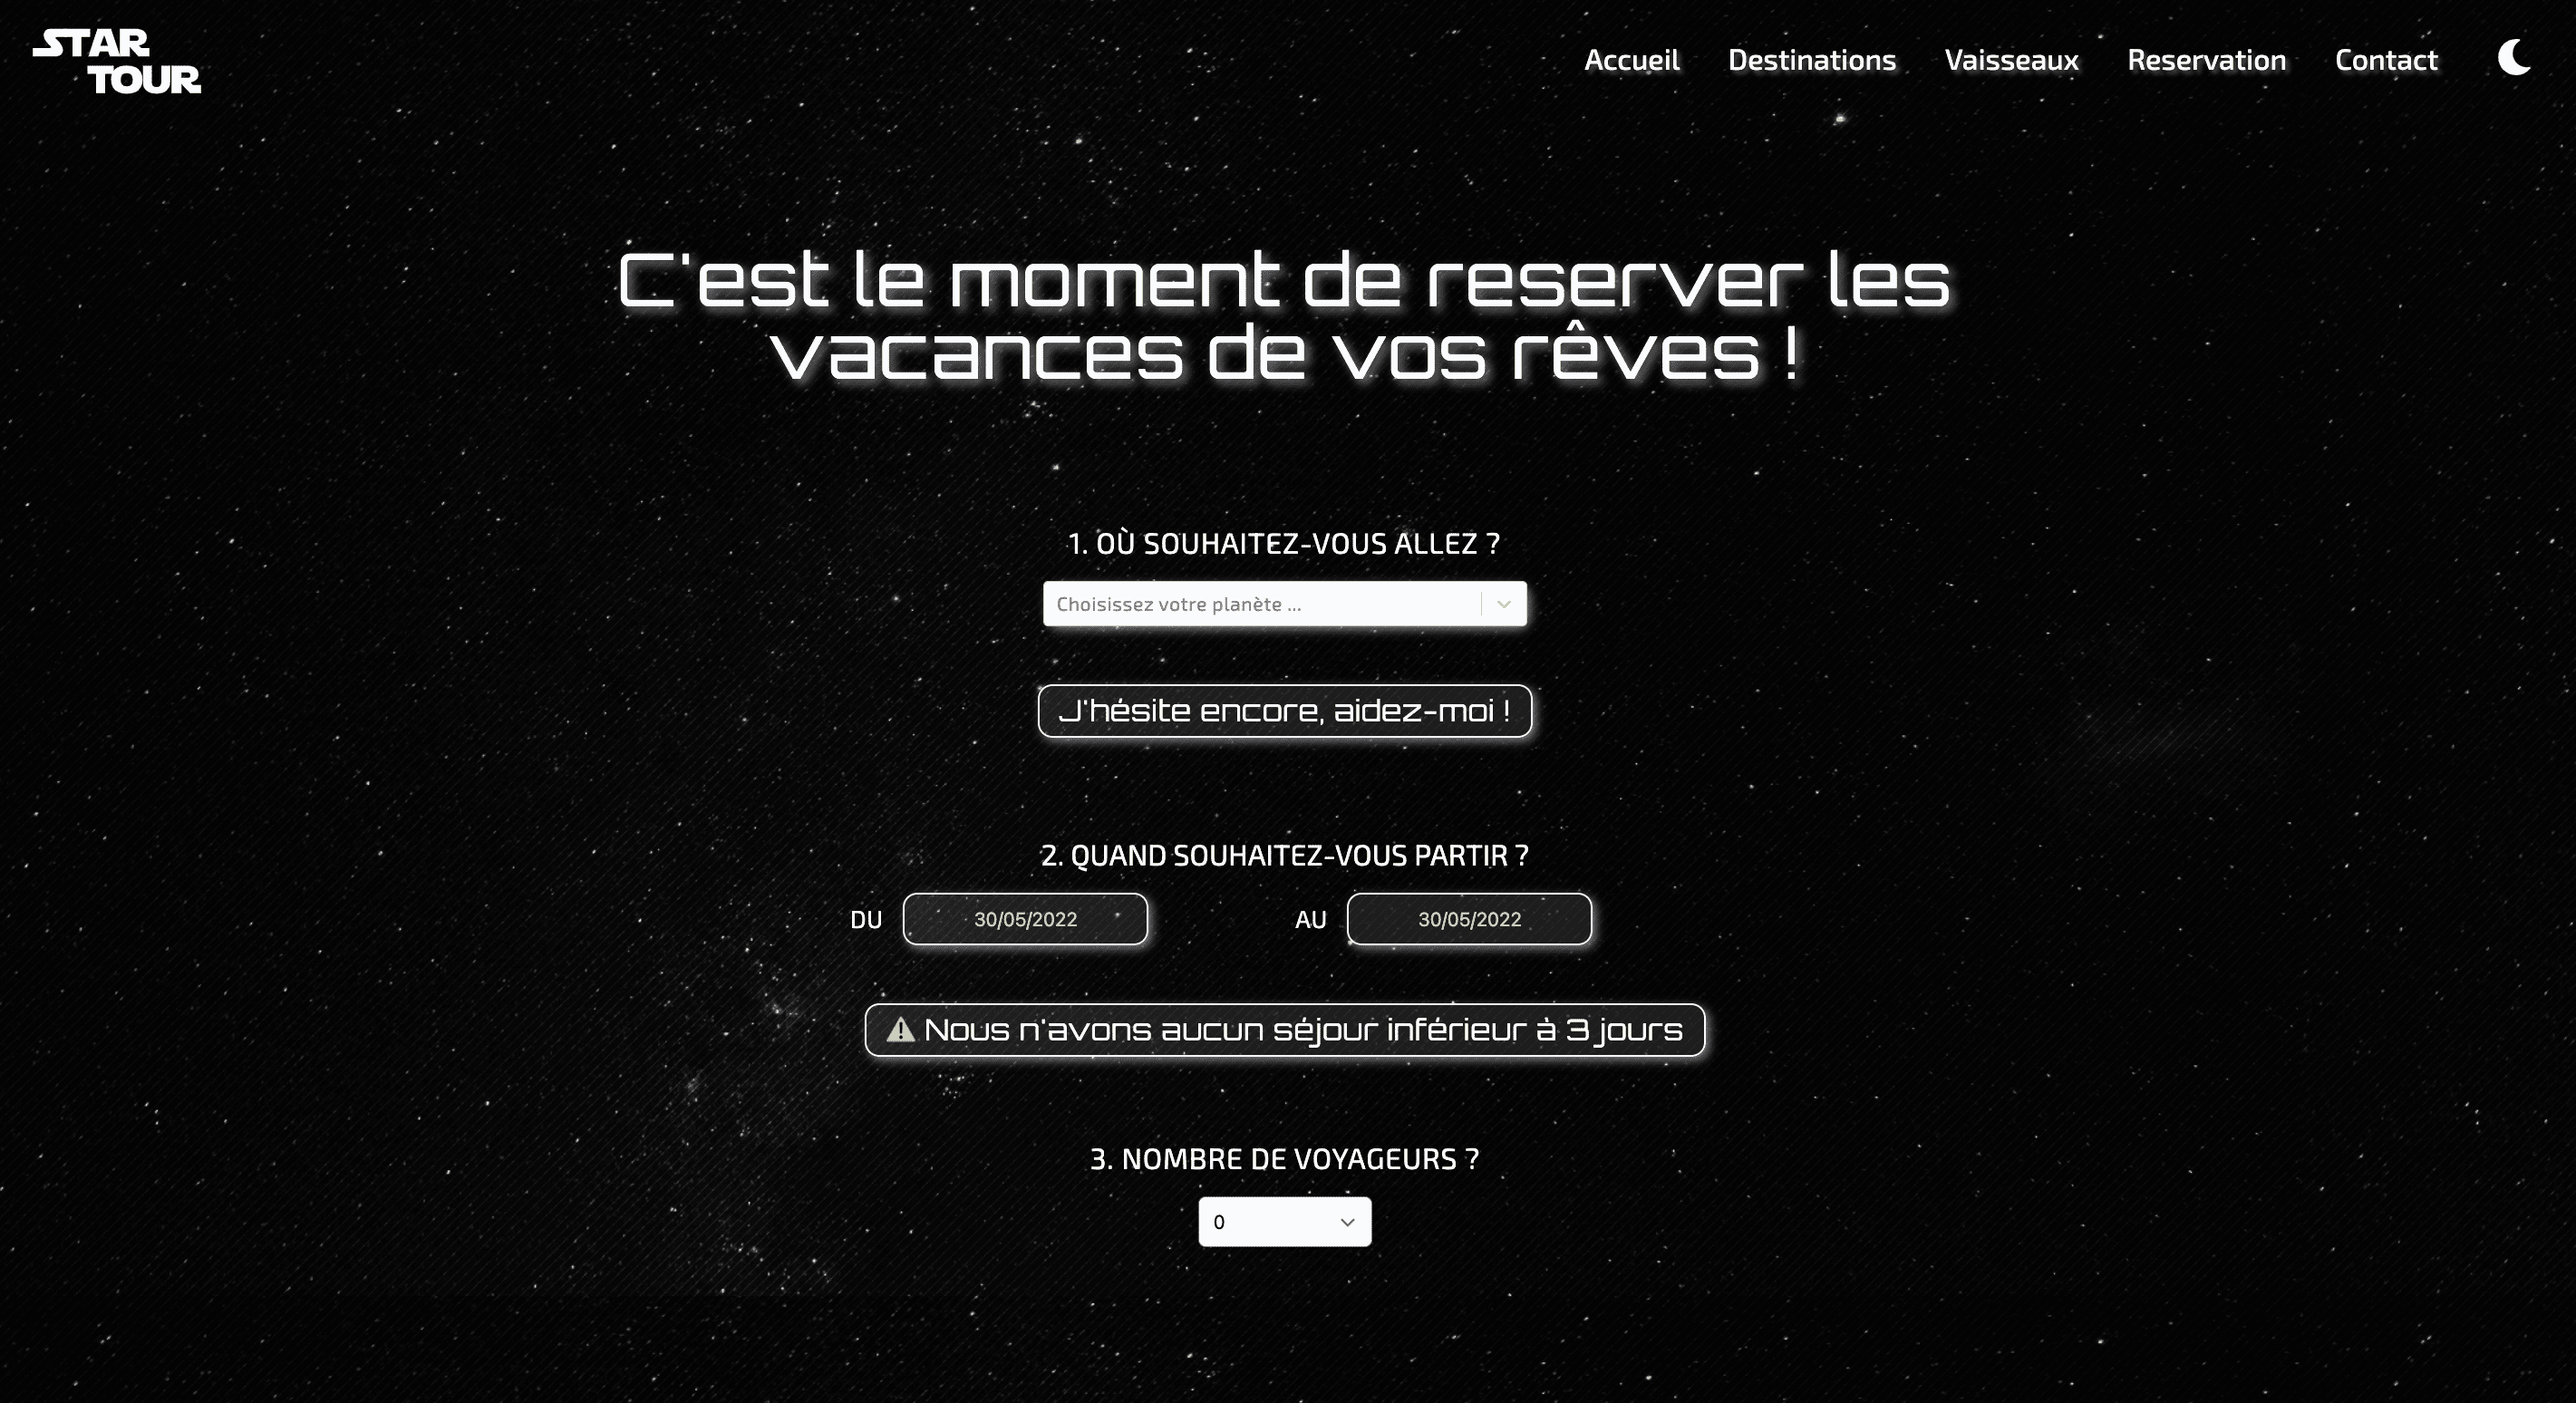 STAR
TOUR
Accueil Destinations Vaisseaux Reservation Contact
C'est le moment de reserver les
vacances de vos rêves !
1. OÙ SOUHAITEZ-VOUS ALLEZ ?
Choisissez votre planète ...
J'hésite encore, aidez-moi !
2. QUAND SOUHAITEZ-VOUS PARTIR ?
DU 30/05/2022 AU 30/05/2022
⚠ Nous n'avons aucun séjour inférieur à 3 jours
3. NOMBRE DE VOYAGEURS ?
0